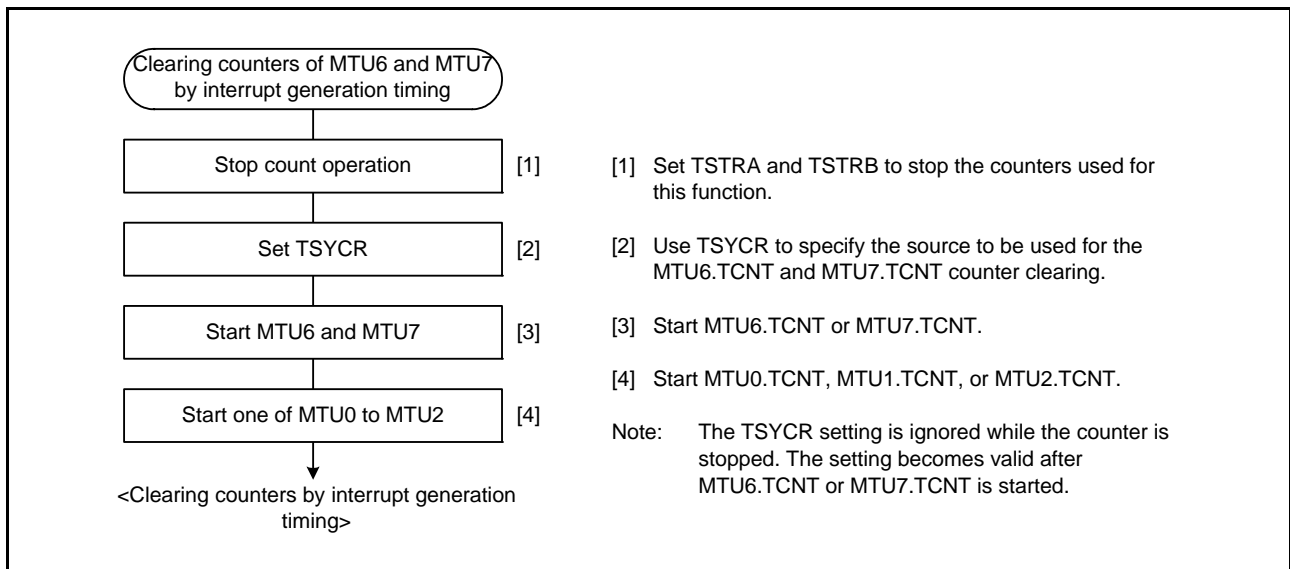 Clearing counters of MTU6 and MTU7
by interrupt generation timing
Stop count operation
[1]
Set TSYCR
[2]
Start MTU6 and MTU7
[3]
Start one of MTU0 to MTU2
[4]
<Clearing counters by interrupt generation
timing>
[1] Set TSTRA and TSTRB to stop the counters used for
this function.
[2] Use TSYCR to specify the source to be used for the
MTU6.TCNT and MTU7.TCNT counter clearing.
[3] Start MTU6.TCNT or MTU7.TCNT.
[4] Start MTU0.TCNT, MTU1.TCNT, or MTU2.TCNT.
Note: The TSYCR setting is ignored while the counter is
stopped. The setting becomes valid after
MTU6.TCNT or MTU7.TCNT is started.